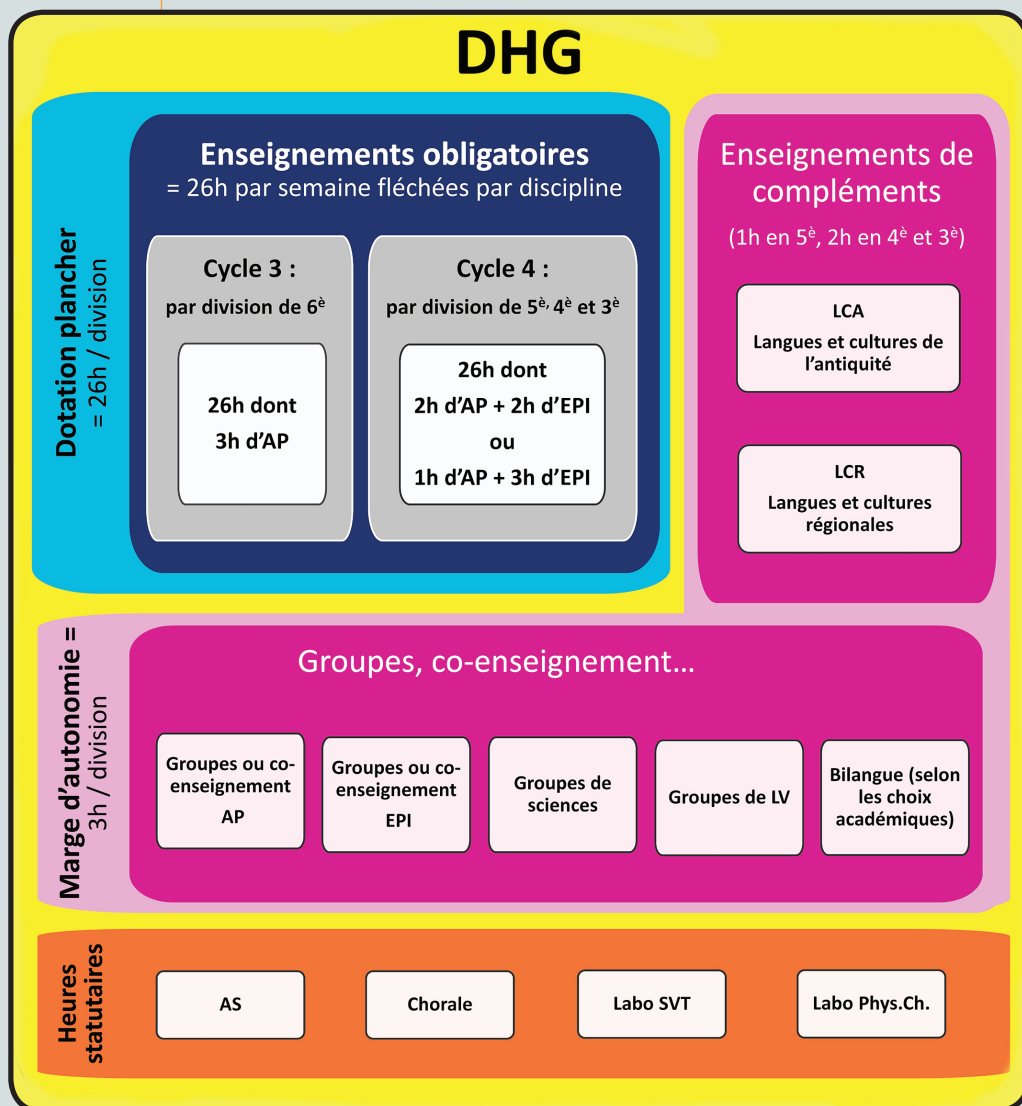 DHG
Dotation plancher
= 26h / division
Enseignements obligatoires
= 26h par semaine fléchées par discipline
Cycle 3 :
par division de 6è
26h dont
3h d'AP
Cycle 4 :
par division de 5è, 4è et 3è
26h dont
2h d'AP + 2h d'EPI
ou
1h d'AP + 3h d'EPI
Enseignements de
compléments
(1h en 5è, 2h en 4è et 3è)
LCA
Langues et cultures de
l'antiquité
LCR
Langues et cultures
régionales
Marge d'autonomie =
3h / division
Groupes, co-enseignement...
Groupes ou co-
enseignement
AP
Groupes ou co-
enseignement
EPI
Groupes de
sciences
Groupes de LV
Bilangue (selon
les choix
académiques)
Heures
statutaires
AS
Chorale
Labo SVT
Labo Phys.Ch.